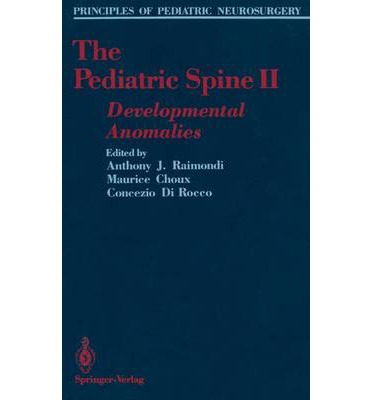 PRINCIPLES OF PEDIATRIC NEUROSURGERY
The
Pediatric Spine II
Developmental
Anomalies
Edited by
Anthony J. Raimondi
Maurice Choux
Concezio Di Rocco
Springer-Verlag